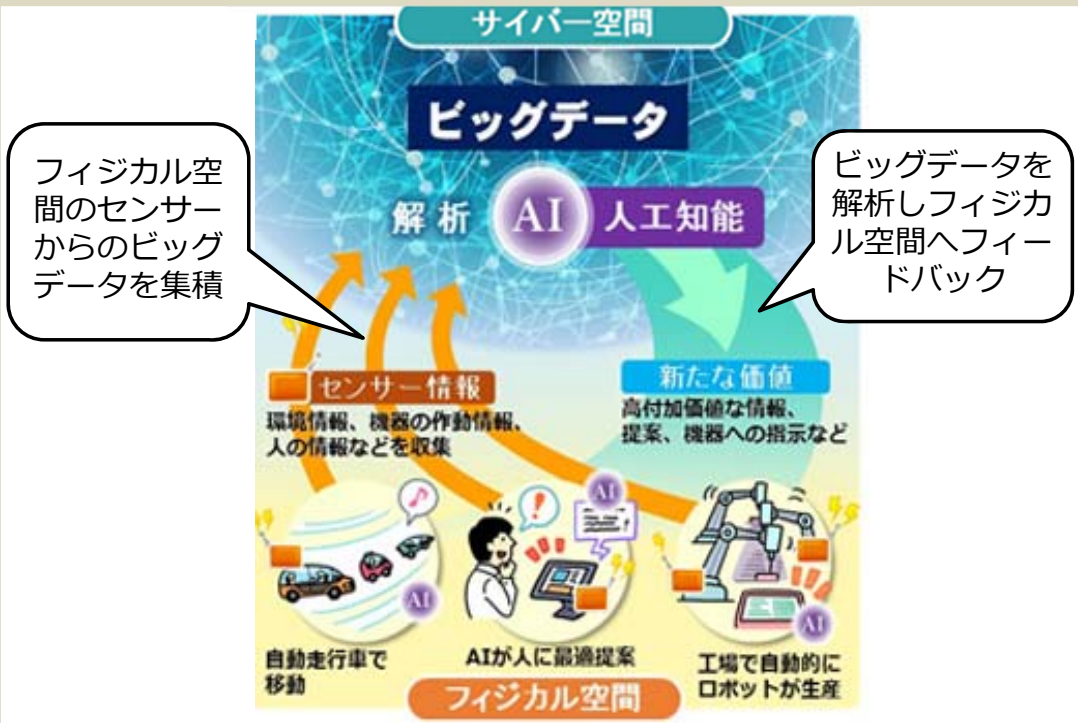 サイバー空間
ビッグデータ
フィジカル空
間のセンサー
からのビッグ
データを集積
ビッグデータを
解析しフィジカ
ル空間へフィー
ドバック
解析 AI 人工知能
センサー情報
環境情報、機器の作動情報、
人の情報などを収集
新たな価値
高付加価値な情報、
提案、機器への指示など
AI
AI
AI
自動走行車で
移動
AIが人に最適提案
工場で自動的に
ロボットが生産
フィジカル空間